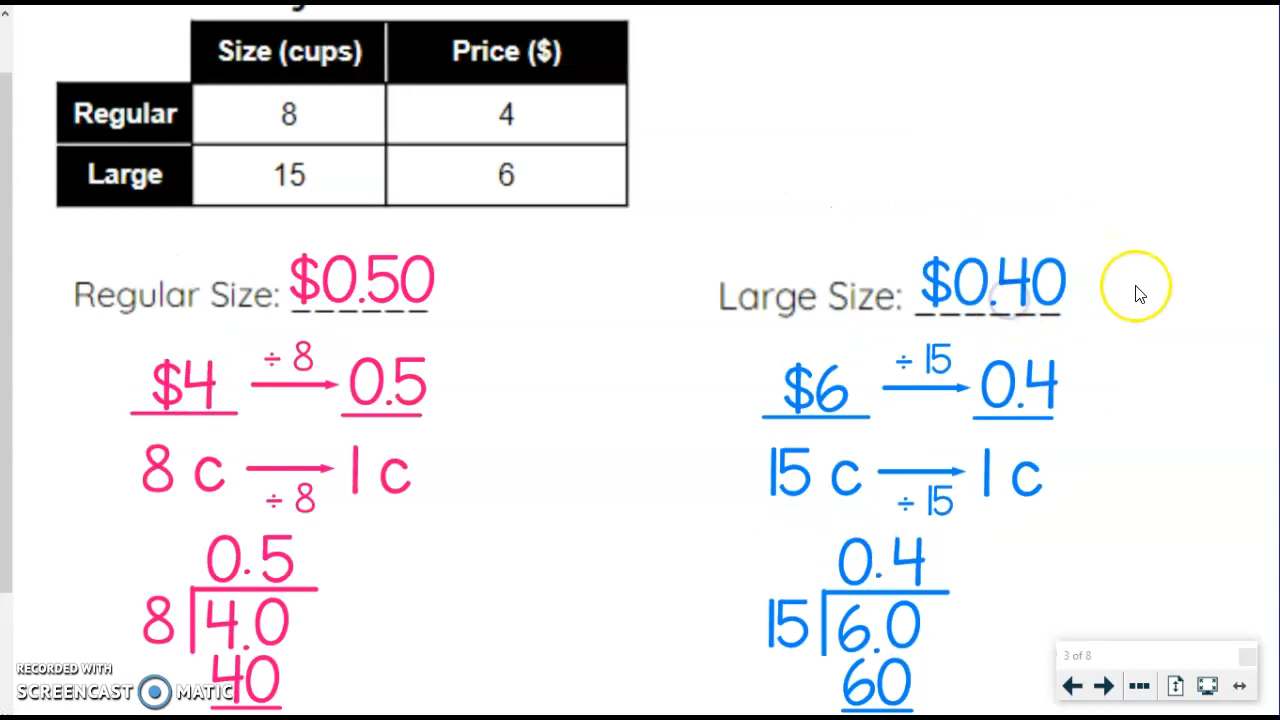 Size (cups) Price ($)
Regular 8 4
Large 15 6
Regular Size: $0.50
Large Size: $0.40
$4 ÷ 8 0.5
8 c ÷ 8 1 c
0.5
8 4.0
40
$6 ÷ 15 0.4
15 c ÷ 15 1 c
0.4
15 6.0
60
RECORDED WITH
SCREENCAST MATIC
3 of 8